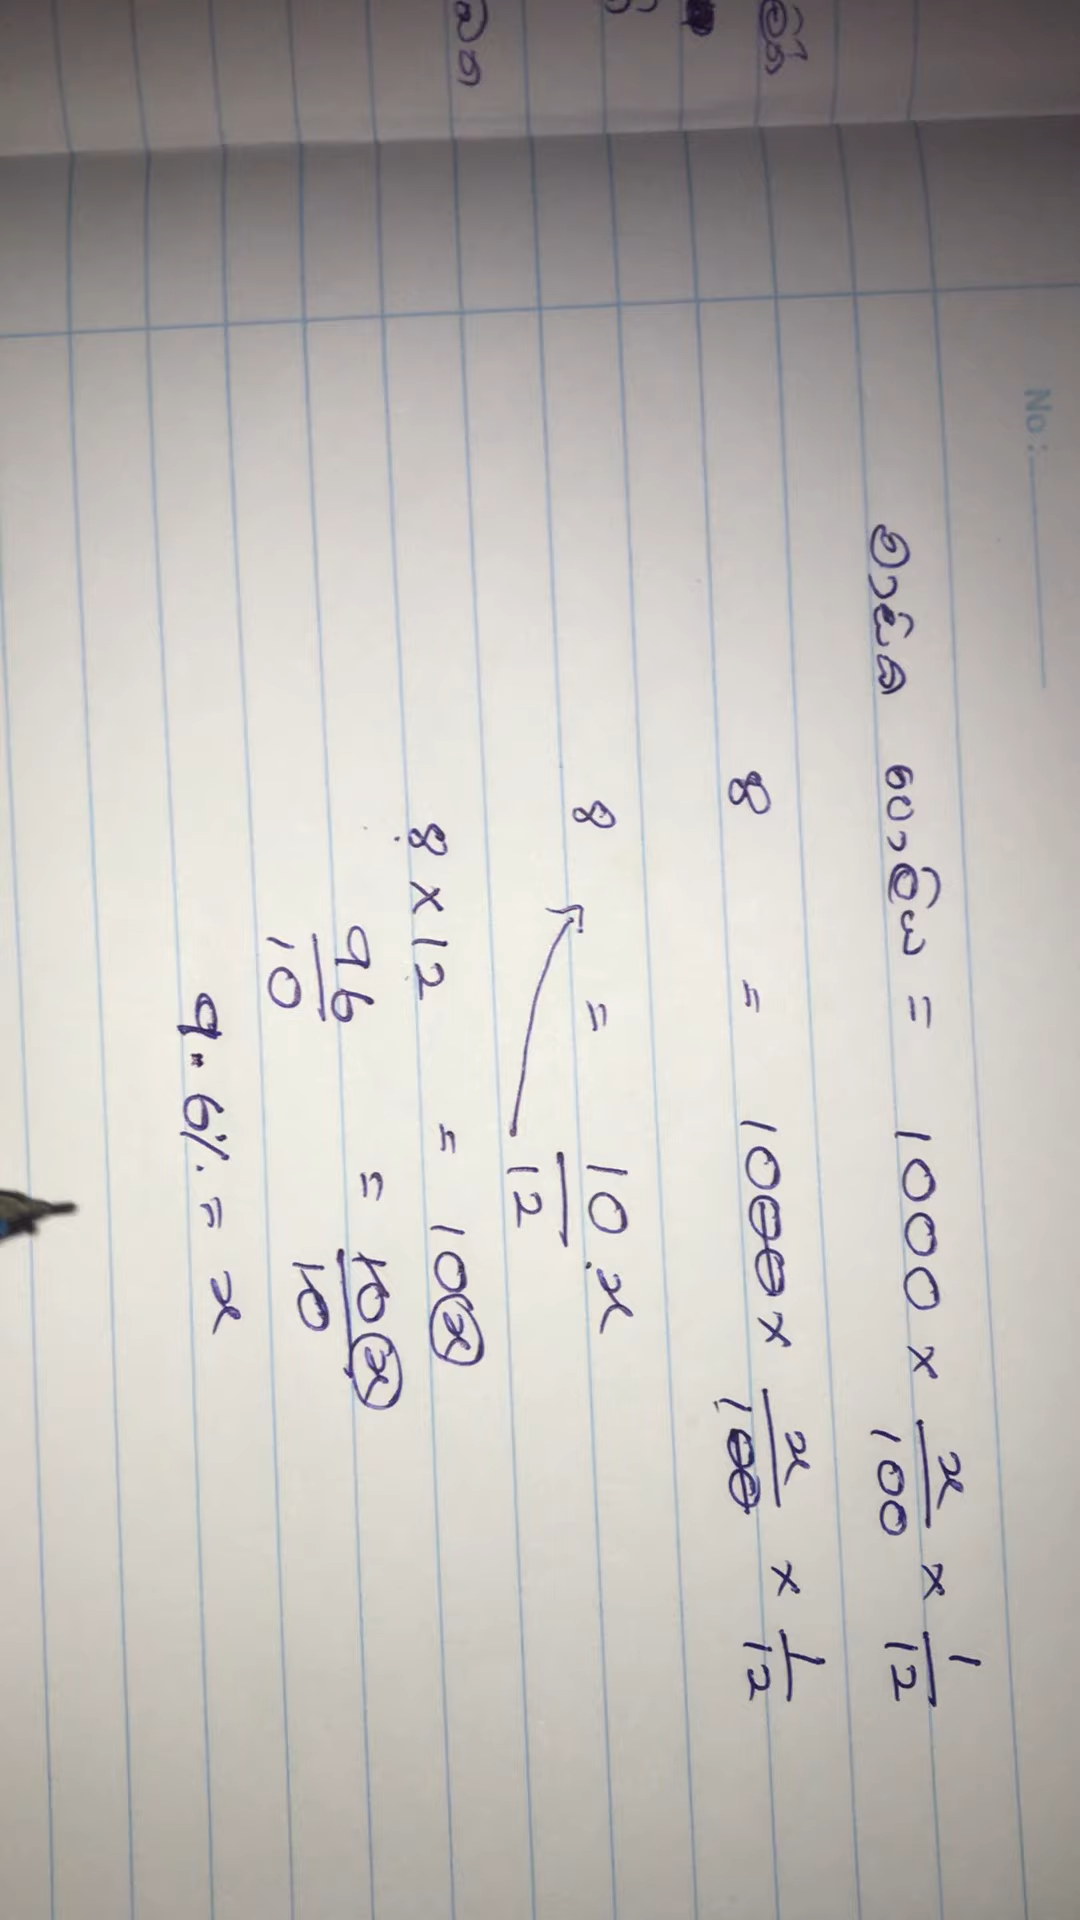 No :
මාසික පොලිය = 1000 × x/100 × 1/12
8 = 1000 × x/100 × 1/12
8 = 10x/12
8 × 12 = 10x
96/10 = 10x/10
9.6% = x